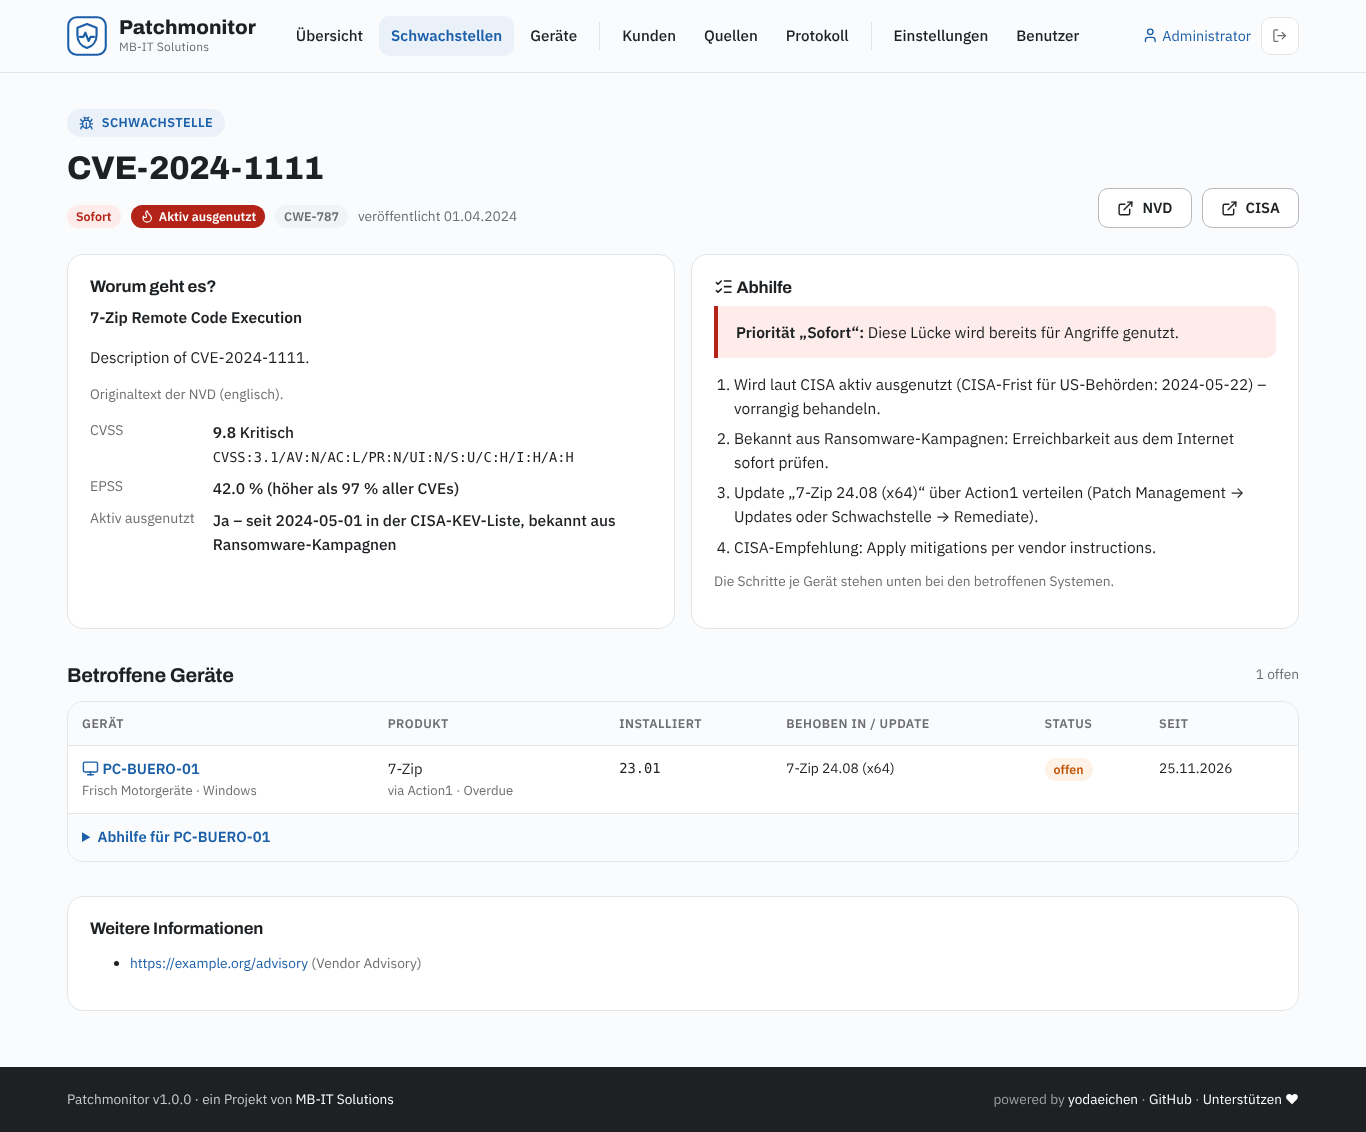 Patchmonitor
MB-IT Solutions
Übersicht Schwachstellen Geräte Kunden Quellen Protokoll Einstellungen Benutzer Administrator
SCHWACHSTELLE
CVE-2024-1111
Sofort Aktiv ausgenutzt CWE-787 veröffentlicht 01.04.2024
NVD CISA
Worum geht es?
7-Zip Remote Code Execution
Description of CVE-2024-1111.
Originaltext der NVD (englisch).
CVSS 9.8 Kritisch
CVSS:3.1/AV:N/AC:L/PR:N/UI:N/S:U/C:H/I:H/A:H
EPSS 42.0 % (höher als 97 % aller CVEs)
Aktiv ausgenutzt Ja – seit 2024-05-01 in der CISA-KEV-Liste, bekannt aus
Ransomware-Kampagnen
Abhilfe
Priorität „Sofort“: Diese Lücke wird bereits für Angriffe genutzt.
1. Wird laut CISA aktiv ausgenutzt (CISA-Frist für US-Behörden: 2024-05-22) –
vorrangig behandeln.
2. Bekannt aus Ransomware-Kampagnen: Erreichbarkeit aus dem Internet
sofort prüfen.
3. Update „7-Zip 24.08 (x64)“ über Action1 verteilen (Patch Management →
Updates oder Schwachstelle → Remediate).
4. CISA-Empfehlung: Apply mitigations per vendor instructions.
Die Schritte je Gerät stehen unten bei den betroffenen Systemen.
Betroffene Geräte
1 offen
GERÄT PRODUKT INSTALLIERT BEHOBEN IN / UPDATE STATUS SEIT
PC-BUERO-01 7-Zip 23.01 7-Zip 24.08 (x64) offen 25.11.2026
Frisch Motorgeräte · Windows via Action1 · Overdue
Abhilfe für PC-BUERO-01
Weitere Informationen
• https://example.org/advisory (Vendor Advisory)
Patchmonitor v1.0.0 · ein Projekt von MB-IT Solutions
powered by yodaeichen · GitHub · Unterstützen ♥